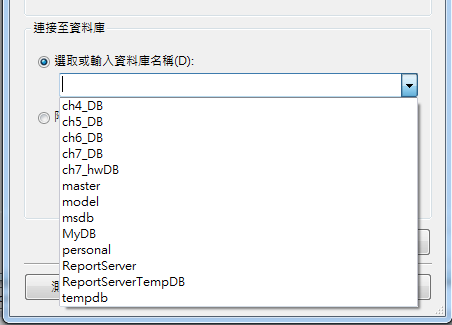 連接至資料庫
選取或輸入資料庫名稱(D):
ch4_DB
ch5_DB
ch6_DB
ch7_DB
ch7_hwDB
master
model
msdb
MyDB
personal
ReportServer
ReportServerTempDB
tempdb